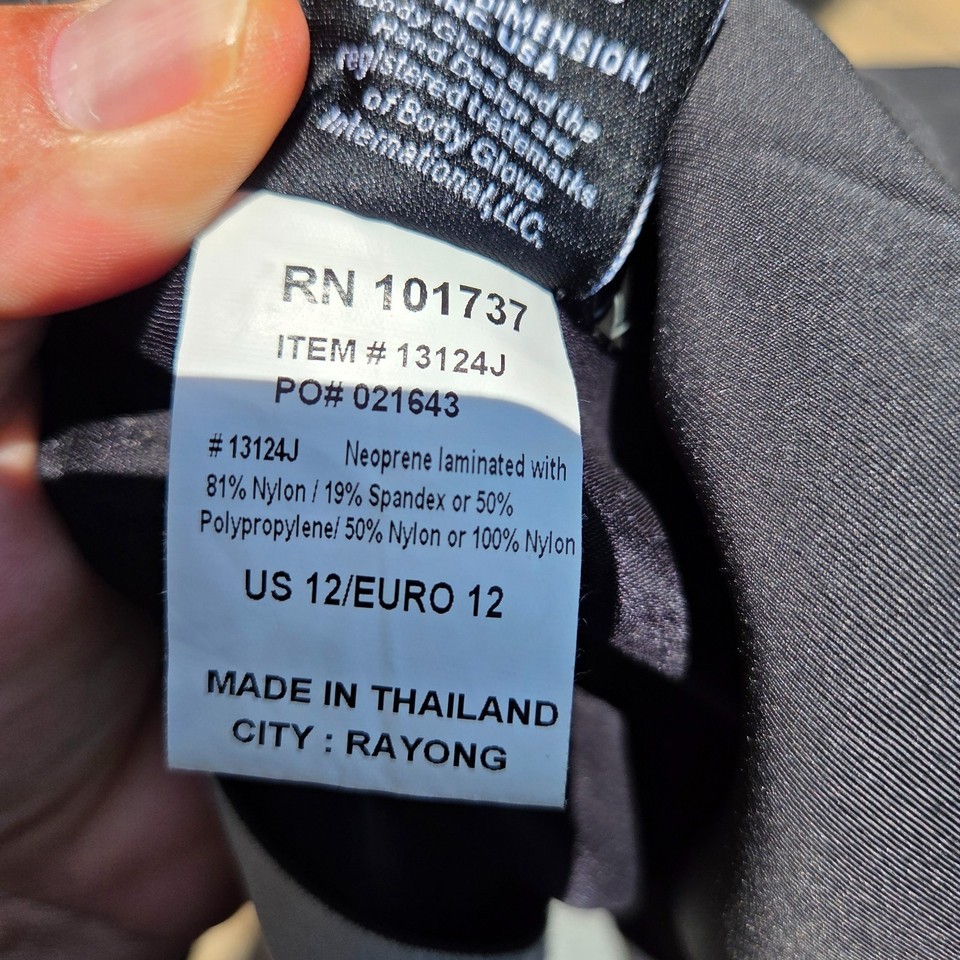 DIMENSION,
USA
Body Glove and the
Hand Design are
registered trademarks
of Body Glove
International, LLC.
RN 101737
ITEM # 13124J
PO# 021643
# 13124J Neoprene laminated with
81% Nylon / 19% Spandex or 50%
Polypropylene/ 50% Nylon or 100% Nylon
US 12/EURO 12
MADE IN THAILAND
CITY : RAYONG